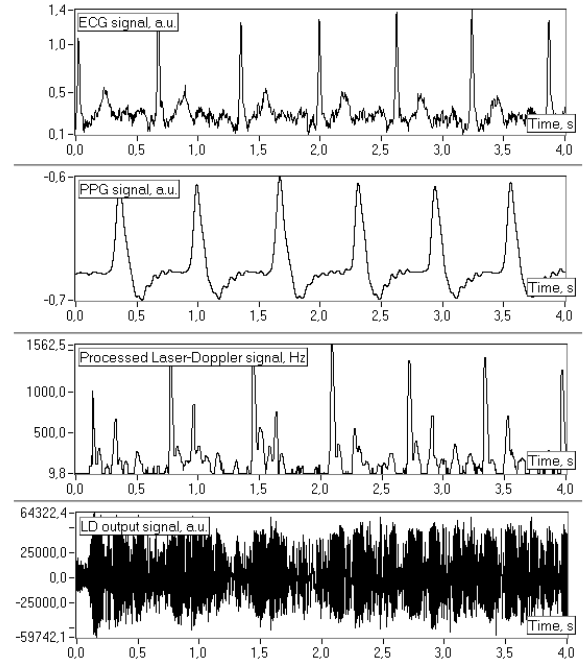 1,4
ECG signal, a.u.
1,0
0,5
0,1
Time, s
0,0 0,5 1,0 1,5 2,0 2,5 3,0 3,5 4,0
-0,6
PPG signal, a.u.
-0,7
Time, s
0,0 0,5 1,0 1,5 2,0 2,5 3,0 3,5 4,0
1562,5
Processed Laser-Doppler signal, Hz
1000,0
500,0
9,8
Time, s
0,0 0,5 1,0 1,5 2,0 2,5 3,0 3,5 4,0
64322,4
LD output signal, a.u.
25000,0
0,0
-25000,0
-59742,1
Time, s
0,0 0,5 1,0 1,5 2,0 2,5 3,0 3,5 4,0